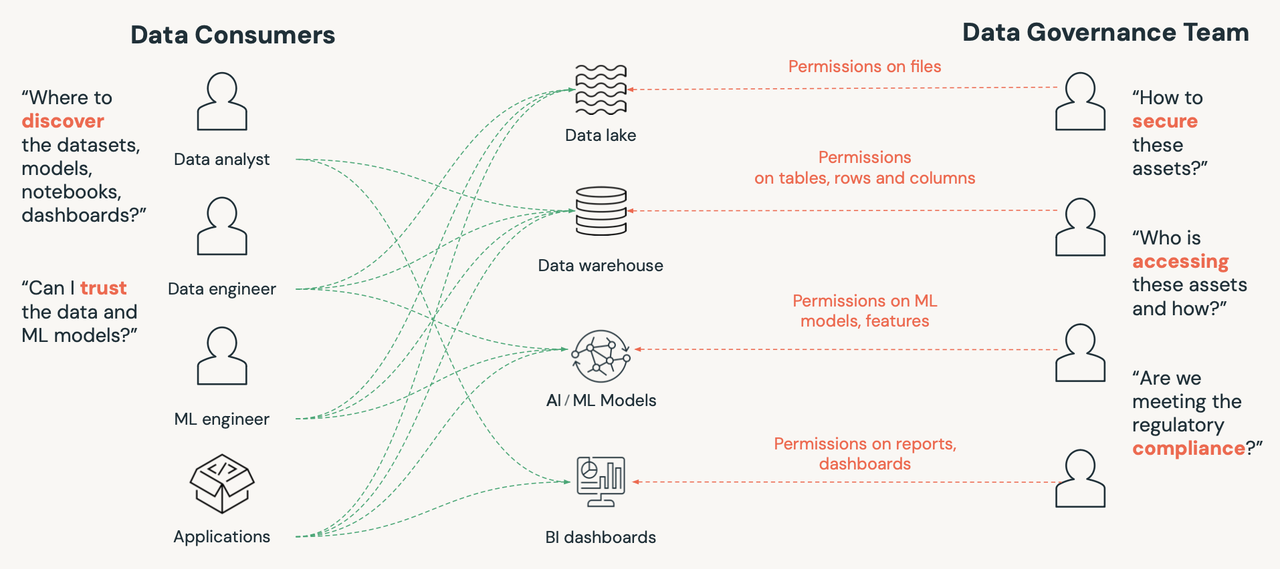 Data Consumers
Data Governance Team
“Where to
discover
the datasets,
models,
notebooks,
dashboards?”
“Can I trust
the data and
ML models?”
Data analyst
Data engineer
ML engineer
Applications
Data lake
Data warehouse
AI / ML Models
BI dashboards
Permissions on files
Permissions
on tables, rows and columns
Permissions on ML
models, features
Permissions on reports,
dashboards
“How to
secure
these
assets?”
“Who is
accessing
these assets
and how?”
“Are we
meeting the
regulatory
compliance?”